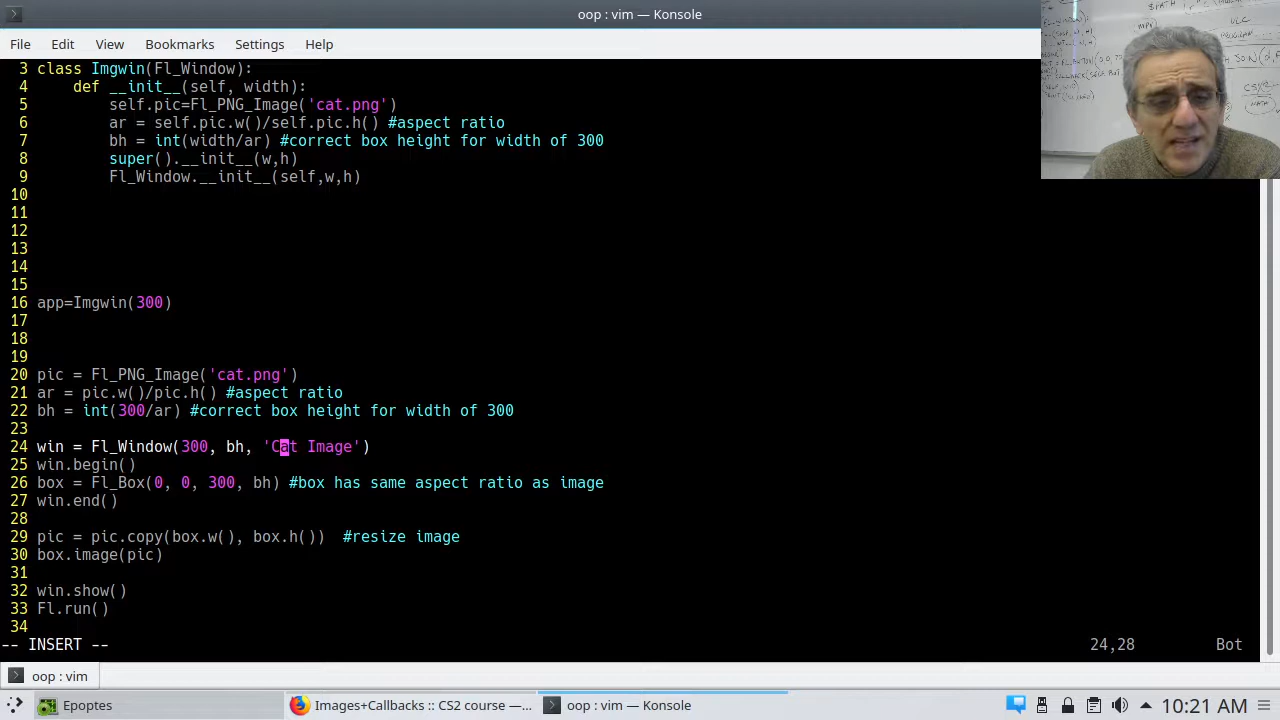 oop : vim — Konsole
File Edit View Bookmarks Settings Help
3 class Imgwin(Fl_Window):
4     def __init__(self, width):
5         self.pic=Fl_PNG_Image('cat.png')
6         ar = self.pic.w()/self.pic.h() #aspect ratio
7         bh = int(width/ar) #correct box height for width of 300
8         super().__init__(w,h)
9         Fl_Window.__init__(self,w,h)
10
11
12
13
14
15
16 app=Imgwin(300)
17
18
19
20 pic = Fl_PNG_Image('cat.png')
21 ar = pic.w()/pic.h() #aspect ratio
22 bh = int(300/ar) #correct box height for width of 300
23
24 win = Fl_Window(300, bh, 'Cat Image')
25 win.begin()
26 box = Fl_Box(0, 0, 300, bh) #box has same aspect ratio as image
27 win.end()
28
29 pic = pic.copy(box.w(), box.h())  #resize image
30 box.image(pic)
31
32 win.show()
33 Fl.run()
34
-- INSERT -- 24,28 Bot
oop : vim
Epoptes Images+Callbacks :: CS2 course —... oop : vim — Konsole 10:21 AM